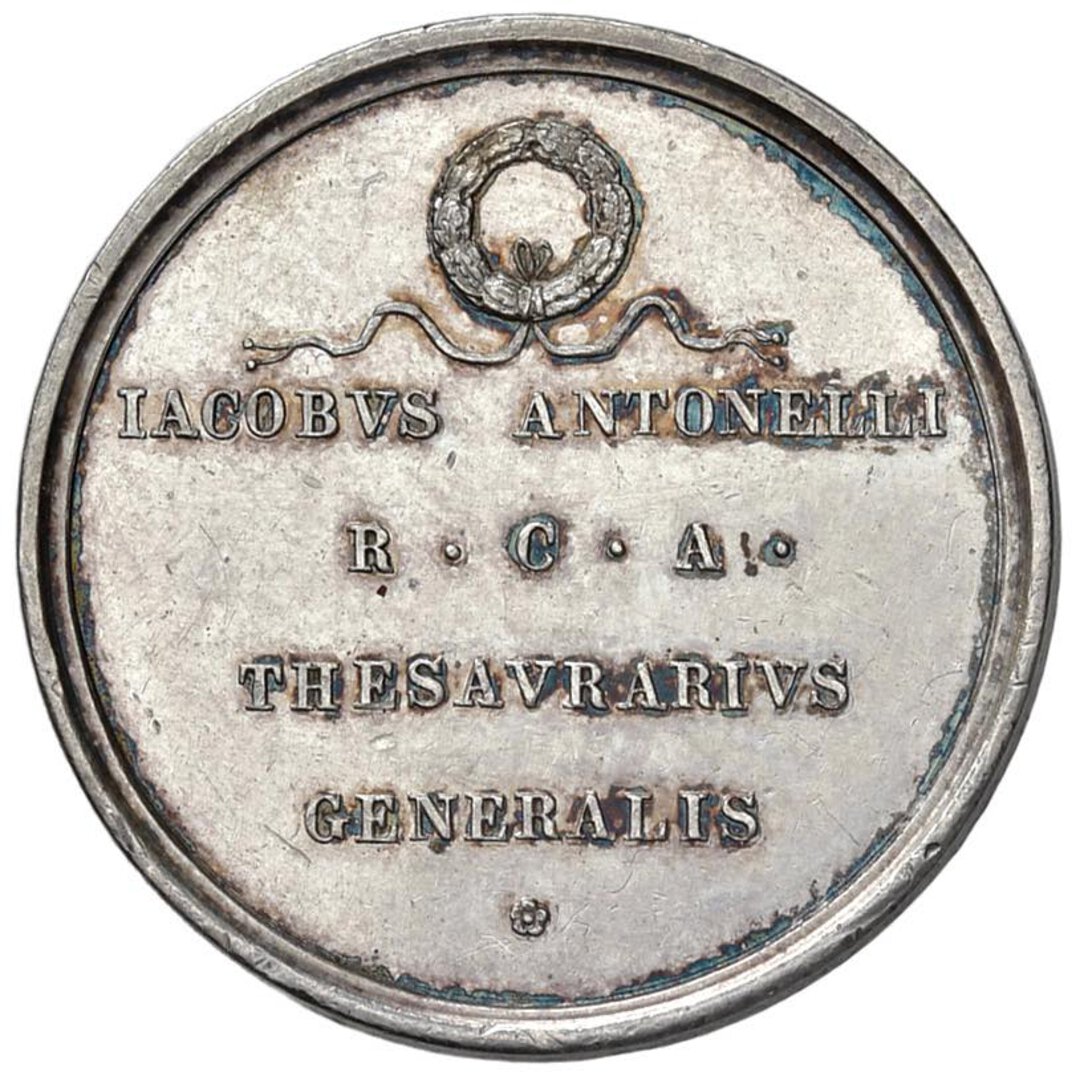 IACOBVS ANTONELLI
R · C · A ·
THESAVRARIVS
GENERALIS